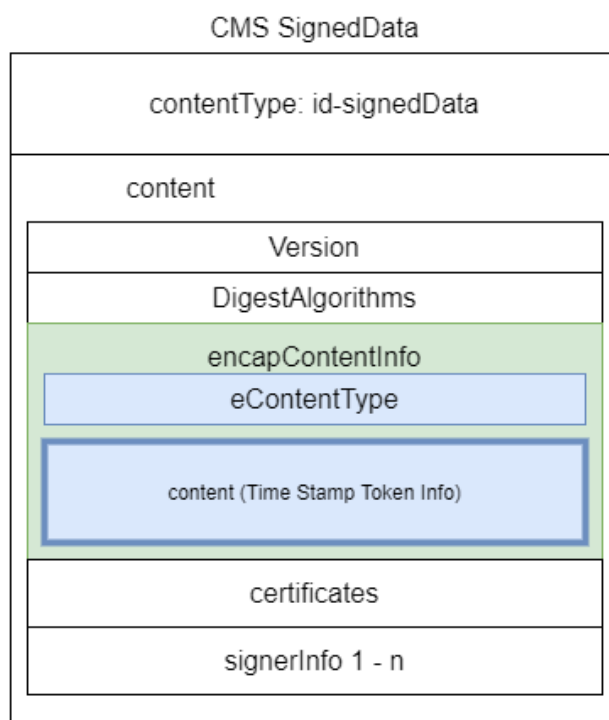 CMS SignedData
contentType: id-signedData
content
Version
DigestAlgorithms
encapContentInfo
eContentType
content (Time Stamp Token Info)
certificates
signerInfo 1 - n